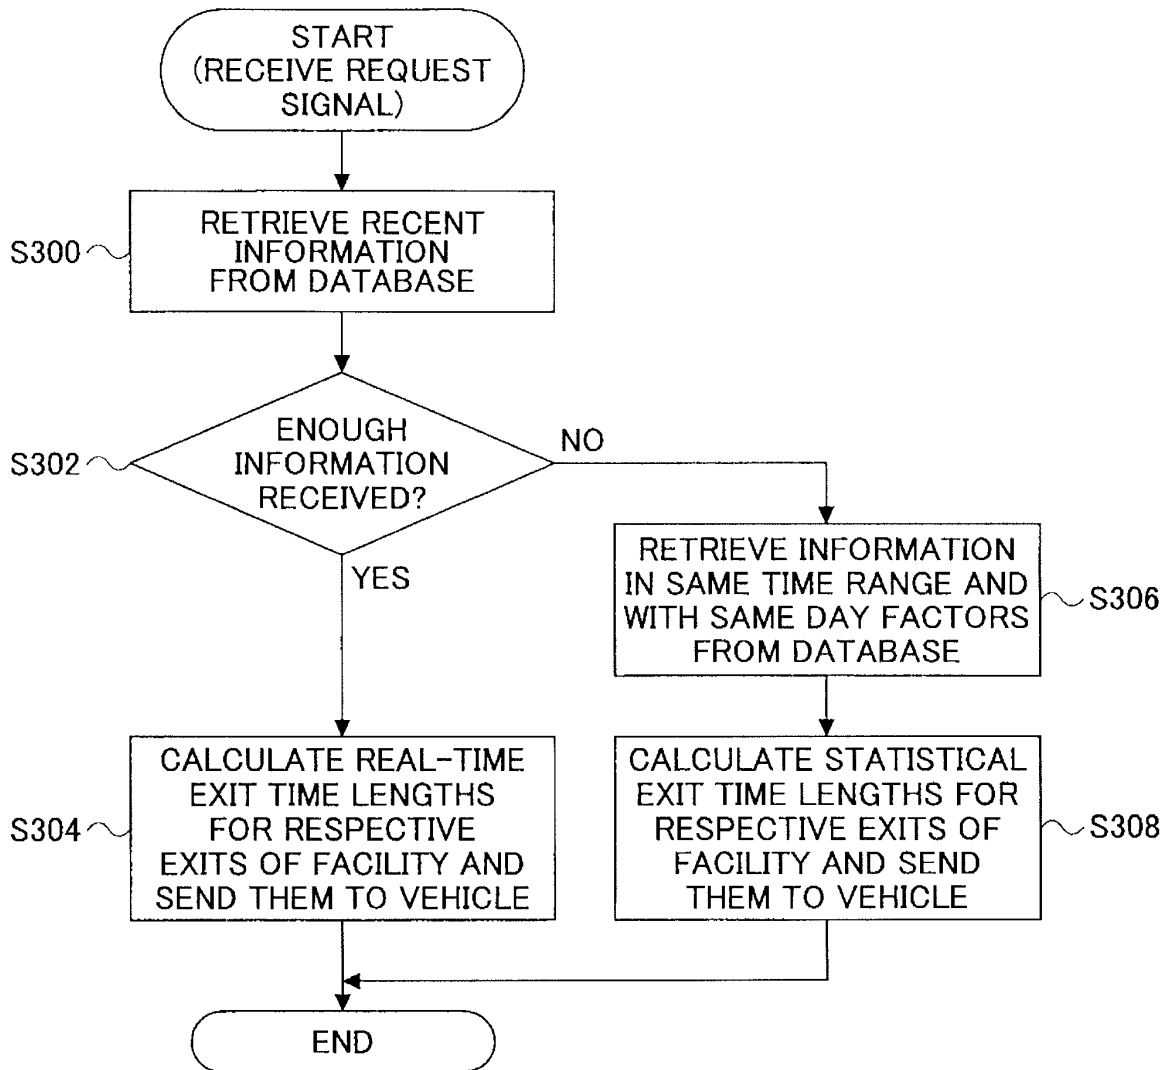 START
(RECEIVE REQUEST
SIGNAL)
S300
RETRIEVE RECENT
INFORMATION
FROM DATABASE
S302
ENOUGH
INFORMATION
RECEIVED?
NO
YES
RETRIEVE INFORMATION
IN SAME TIME RANGE AND
WITH SAME DAY FACTORS
FROM DATABASE
S306
S304
CALCULATE REAL-TIME
EXIT TIME LENGTHS
FOR RESPECTIVE
EXITS OF FACILITY AND
SEND THEM TO VEHICLE
CALCULATE STATISTICAL
EXIT TIME LENGTHS FOR
RESPECTIVE EXITS OF
FACILITY AND SEND
THEM TO VEHICLE
S308
END